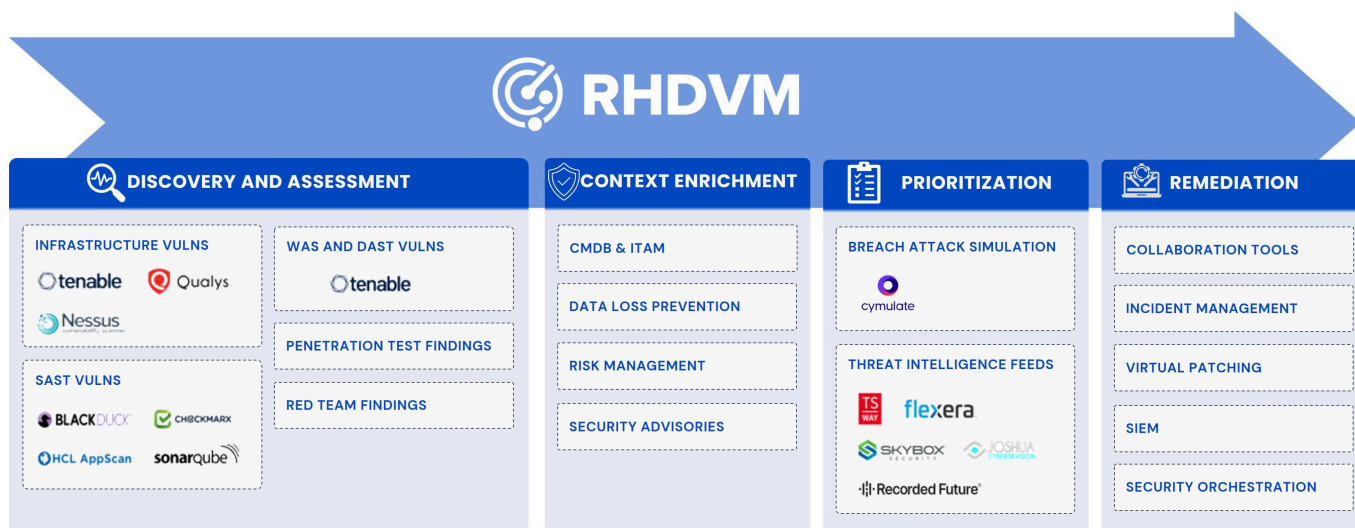 RHDVM
DISCOVERY AND ASSESSMENT
INFRASTRUCTURE VULNS
tenable
Qualys
Nessus
SAST VULNS
BLACKDUCK
CHECKMARX
HCL AppScan
sonarqube
WAS AND DAST VULNS
tenable
PENETRATION TEST FINDINGS
RED TEAM FINDINGS
CONTEXT ENRICHMENT
CMDB & ITAM
DATA LOSS PREVENTION
RISK MANAGEMENT
SECURITY ADVISORIES
PRIORITIZATION
BREACH ATTACK SIMULATION
cymulate
THREAT INTELLIGENCE FEEDS
TS
WAY
flexera
SKYBOX
SECURITY
JOSHUA
Recorded Future®
REMEDIATION
COLLABORATION TOOLS
INCIDENT MANAGEMENT
VIRTUAL PATCHING
SIEM
SECURITY ORCHESTRATION